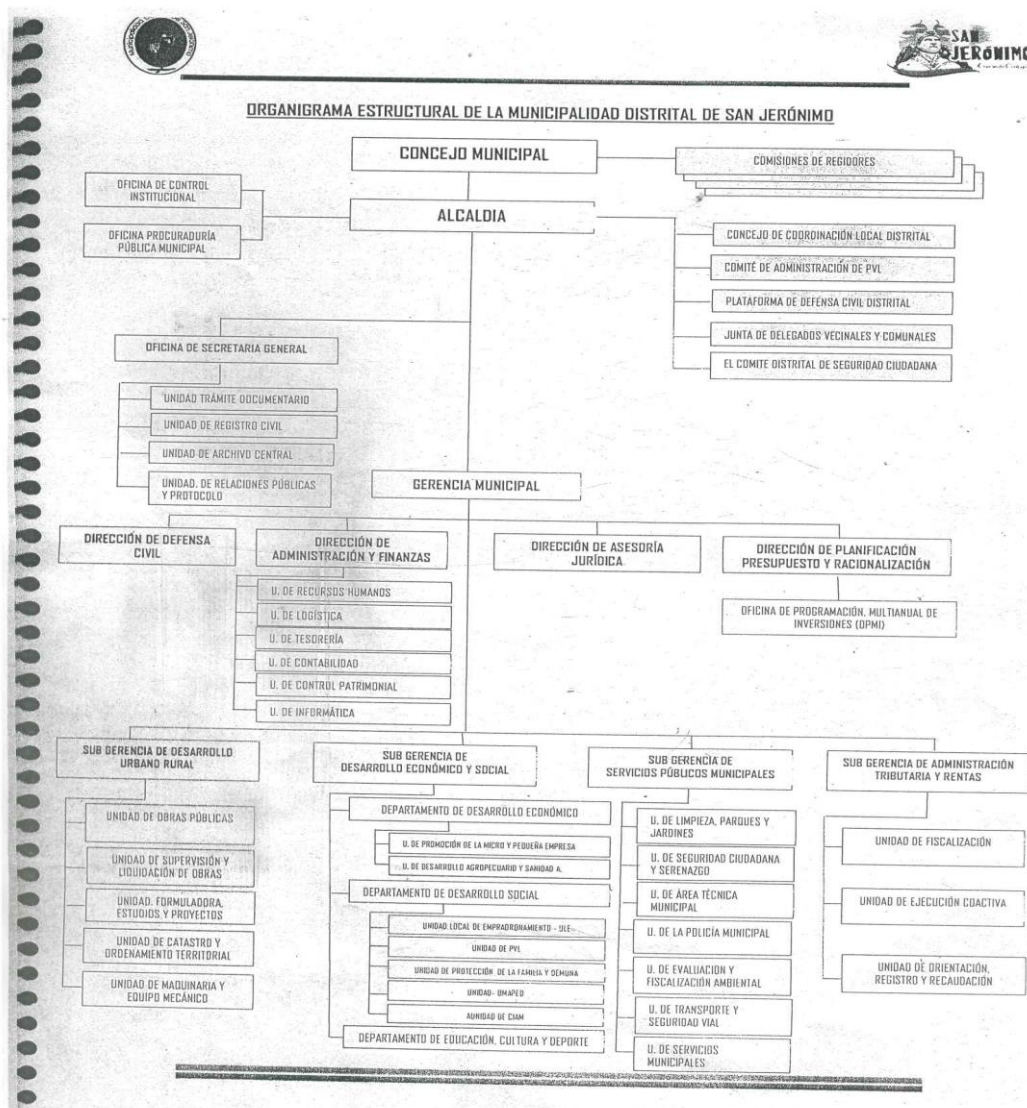 SAN
JERÓNIMO
ORGANIGRAMA ESTRUCTURAL DE LA MUNICIPALIDAD DISTRITAL DE SAN JERÓNIMO
CONCEJO MUNICIPAL
COMISIONES DE REGIDORES
OFICINA DE CONTROL
INSTITUCIONAL
ALCALDIA
OFICINA PROCURADURÍA
PÚBLICA MUNICIPAL
CONCEJO DE COORDINACIÓN LOCAL DISTRITAL
COMITÉ DE ADMINISTRACIÓN DE PVL
PLATAFORMA DE DEFENSA CIVIL DISTRITAL
JUNTA DE DELEGADOS VECINALES Y COMUNALES
EL COMITE DISTRITAL DE SEGURIDAD CIUDADANA
OFICINA DE SECRETARIA GENERAL
UNIDAD TRÁMITE DOCUMENTARIO
UNIDAD DE REGISTRO CIVIL
UNIDAD DE ARCHIVO CENTRAL
UNIDAD. DE RELACIONES PÚBLICAS
Y PROTOCOLO
GERENCIA MUNICIPAL
DIRECCIÓN DE DEFENSA
CIVIL
DIRECCIÓN DE
ADMINISTRACIÓN Y FINANZAS
DIRECCIÓN DE ASESORÍA
JURÍDICA
DIRECCIÓN DE PLANIFICACIÓN
PRESUPUESTO Y RACIONALIZACIÓN
U. DE RECURSOS HUMANOS
U. DE LOGÍSTICA
U. DE TESORERÍA
U. DE CONTABILIDAD
U. DE CONTROL PATRIMONIAL
U. DE INFORMÁTICA
OFICINA DE PROGRAMACIÓN. MULTIANUAL DE
INVERSIONES (OPMI)
SUB GERENCIA DE DESARROLLO
URBANO RURAL
UNIDAD DE OBRAS PÚBLICAS
UNIDAD DE SUPERVISIÓN Y
LIQUIDACIÓN DE OBRAS
UNIDAD. FORMULADORA,
ESTUDIOS Y PROYECTOS
UNIDAD DE CATASTRO Y
ORDENAMIENTO TERRITORIAL
UNIDAD DE MAQUINARIA Y
EQUIPO MECÁNICO
SUB GERENCIA DE
DESARROLLO ECONÓMICO Y SOCIAL
DEPARTAMENTO DE DESARROLLO ECONÓMICO
U. DE PROMOCIÓN DE LA MICRO Y PEQUEÑA EMPRESA
U. DE DESARROLLO AGROPECUARIO Y SANIDAD A.
DEPARTAMENTO DE DESARROLLO SOCIAL
UNIDAD LOCAL DE EMPRADRONAMIENTO - ULE
UNIDAD DE PVL
UNIDAD DE PROTECCIÓN DE LA FAMILIA Y DEMUNA
UNIDAD- OMAPED
AUNIDAD DE CIAM
DEPARTAMENTO DE EDUCACIÓN. CULTURA Y DEPORTE
SUB GERENCIA DE
SERVICIOS PÚBLICOS MUNICIPALES
U. DE LIMPIEZA, PARQUES Y
JARDINES
U. DE SEGURIDAD CIUDADANA
Y SERENAZGO
U. DE ÁREA TÉCNICA
MUNICIPAL
U. DE LA POLICÍA MUNICIPAL
U. DE EVALUACION Y
FISCALIZACIÓN AMBIENTAL
U. DE TRANSPORTE Y
SEGURIDAD VIAL
U. DE SERVICIOS
MUNICIPALES
SUB GERENCIA DE ADMINISTRACIÓN
TRIBUTARIA Y RENTAS
UNIDAD DE FISCALIZACIÓN
UNIDAD DE EJECUCIÓN COACTIVA
UNIDAD DE ORIENTACIÓN,
REGISTRO Y RECAUDACIÓN